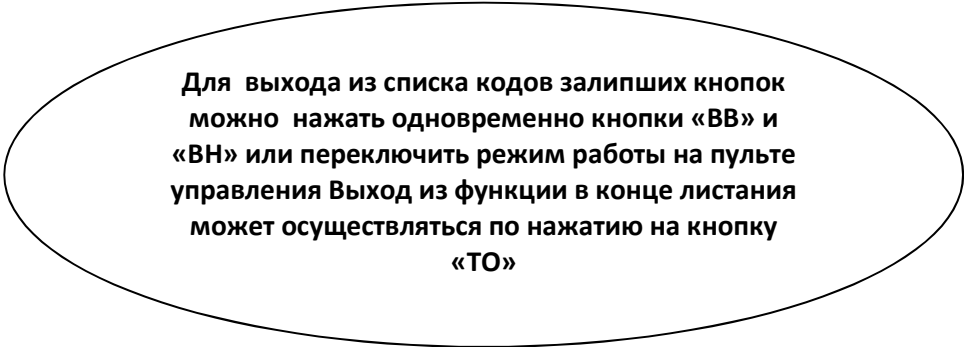 Для выхода из списка кодов залипших кнопок
можно нажать одновременно кнопки «ВВ» и
«ВН» или переключить режим работы на пульте
управления Выход из функции в конце листания
может осуществляться по нажатию на кнопку
«ТО»